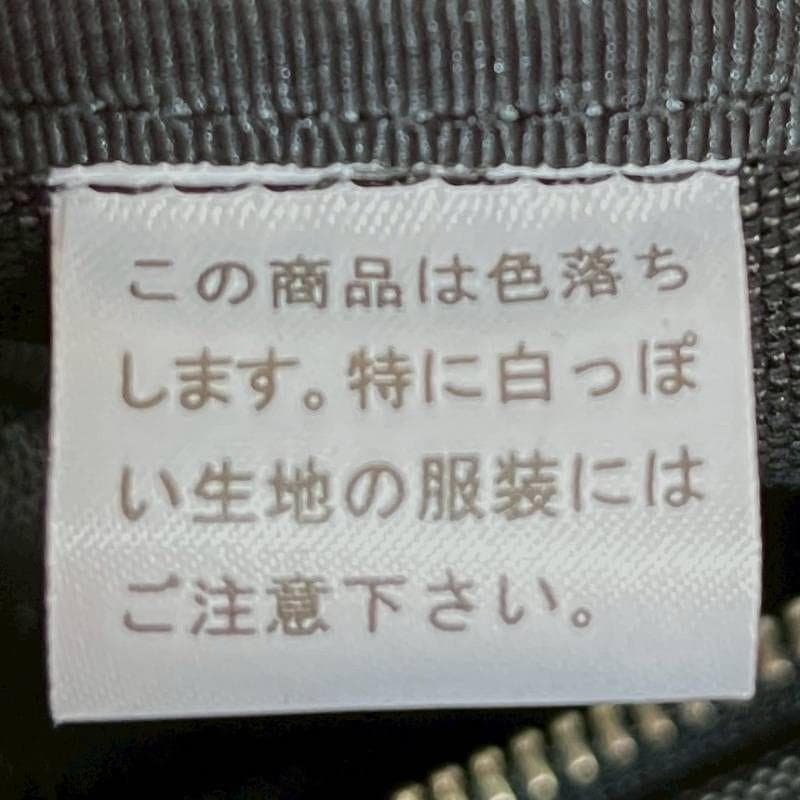 この商品は色落ち
します。特に白っぽ
い生地の服装には
ご注意下さい。